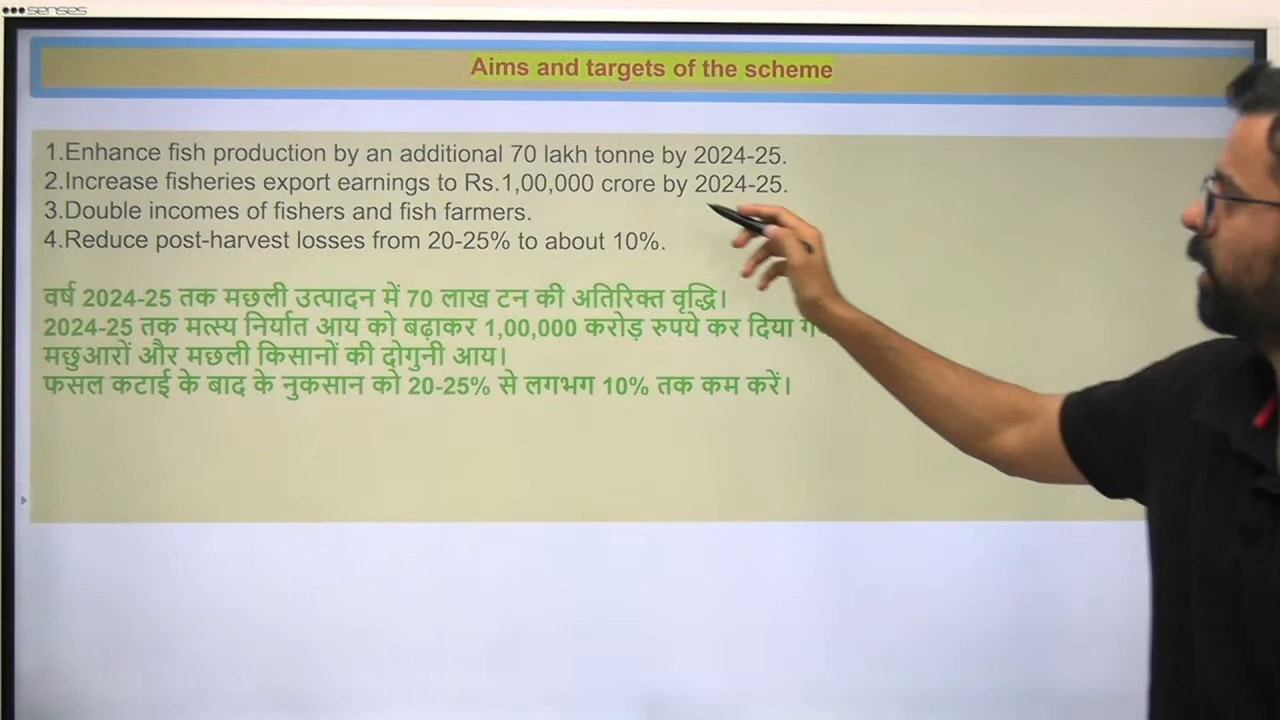 senses
Aims and targets of the scheme
1.Enhance fish production by an additional 70 lakh tonne by 2024-25.
2.Increase fisheries export earnings to Rs.1,00,000 crore by 2024-25.
3.Double incomes of fishers and fish farmers.
4.Reduce post-harvest losses from 20-25% to about 10%.
वर्ष 2024-25 तक मछली उत्पादन में 70 लाख टन की अतिरिक्त वृद्धि।
2024-25 तक मत्स्य निर्यात आय को बढ़ाकर 1,00,000 करोड़ रुपये कर दिया
मछुआरों और मछली किसानों की दोगुनी आय।
फसल कटाई के बाद के नुकसान को 20-25% से लगभग 10% तक कम करें।